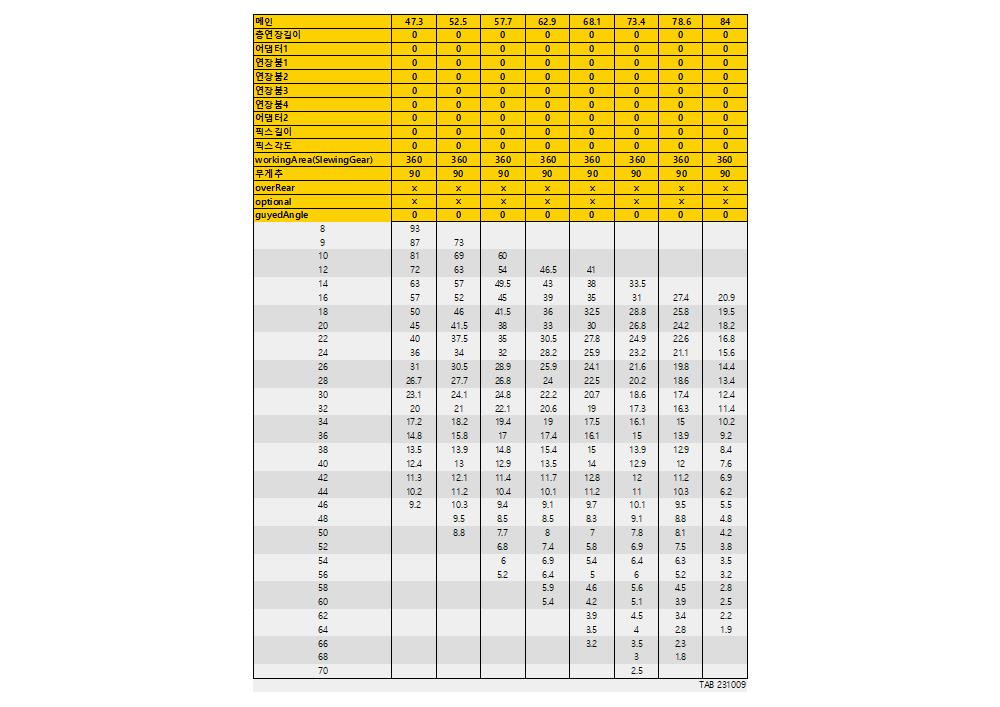 메인 47.3 52.5 57.7 62.9 68.1 73.4 78.6 84
총연장길이 0 0 0 0 0 0 0 0
어댑터1 0 0 0 0 0 0 0 0
연장붐1 0 0 0 0 0 0 0 0
연장붐2 0 0 0 0 0 0 0 0
연장붐3 0 0 0 0 0 0 0 0
연장붐4 0 0 0 0 0 0 0 0
어댑터2 0 0 0 0 0 0 0 0
픽스길이 0 0 0 0 0 0 0 0
픽스각도 0 0 0 0 0 0 0 0
workingArea(SlewingGear) 360 360 360 360 360 360 360 360
무게추 90 90 90 90 90 90 90 90
overRear x x x x x x x x
optional x x x x x x x x
guyedAngle 0 0 0 0 0 0 0 0
8 93
9 87 73
10 81 69 60
12 72 63 54 46.5 41
14 63 57 49.5 43 38 33.5
16 57 52 45 39 35 31 27.4 20.9
18 50 46 41.5 36 32.5 28.8 25.8 19.5
20 45 41.5 38 33 30 26.8 24.2 18.2
22 40 37.5 35 30.5 27.8 24.9 22.6 16.8
24 36 34 32 28.2 25.9 23.2 21.1 15.6
26 31 30.5 28.9 25.9 24.1 21.6 19.8 14.4
28 26.7 27.7 26.8 24 22.5 20.2 18.6 13.4
30 23.1 24.1 24.8 22.2 20.7 18.6 17.4 12.4
32 20 21 22.1 20.6 19 17.3 16.3 11.4
34 17.2 18.2 19.4 19 17.5 16.1 15 10.2
36 14.8 15.8 17 17.4 16.1 15 13.9 9.2
38 13.5 13.9 14.8 15.4 15 13.9 12.9 8.4
40 12.4 13 12.9 13.5 14 12.9 12 7.6
42 11.3 12.1 11.4 11.7 12.8 12 11.2 6.9
44 10.2 11.2 10.4 10.1 11.2 11 10.3 6.2
46 9.2 10.3 9.4 9.1 9.7 10.1 9.5 5.5
48 9.5 8.5 8.5 8.3 9.1 8.8 4.8
50 8.8 7.7 8 7 7.8 8.1 4.2
52 6.8 7.4 5.8 6.9 7.5 3.8
54 6 6.9 5.4 6.4 6.3 3.5
56 5.2 6.4 5 6 5.2 3.2
58 5.9 4.6 5.6 4.5 2.8
60 5.4 4.2 5.1 3.9 2.5
62 3.9 4.5 3.4 2.2
64 3.5 4 2.8 1.9
66 3.2 3.5 2.3
68 3 1.8
70 2.5
TAB 231009